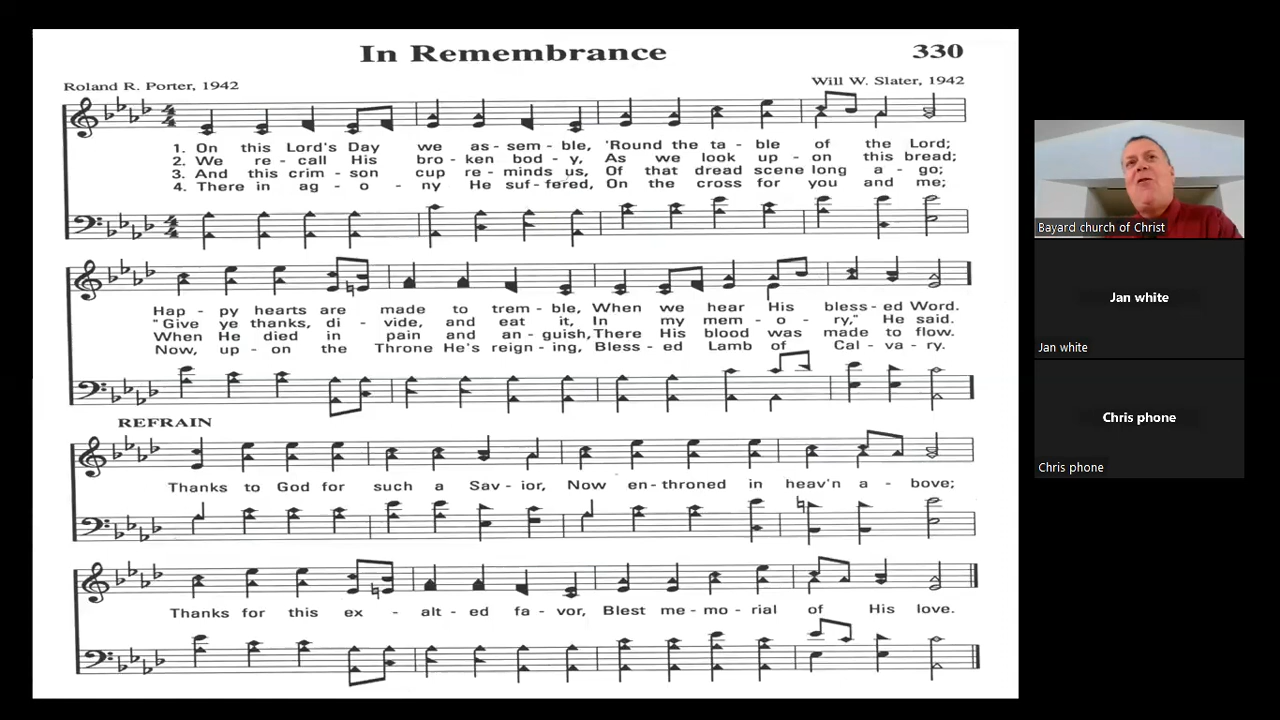 In Remembrance 330
Roland R. Porter, 1942 Will W. Slater, 1942
1. On this Lord's Day we as - sem - ble, 'Round the ta - ble of the Lord;
2. We re - call His bro - ken bod - y, As we look up - on this bread;
3. And this crim - son cup re - minds us, Of that dread scene long a - go;
4. There in ag - o - ny He suf - fered, On the cross for you and me;
Hap - py hearts are made to trem - ble, When we hear His bless - ed Word.
"Give ye thanks, di - vide, and eat it, In my mem - o - ry," He said.
When He died in pain and an - guish, There His blood was made to flow.
Now, up - on the Throne He's reign - ing, Bless - ed Lamb of Cal - va - ry.
REFRAIN
Thanks to God for such a Sav - ior, Now en - throned in heav'n a - bove;
Thanks for this ex - alt - ed fa - vor, Blest me - mo - rial of His love.
Bayard church of Christ
Jan white
Jan white
Chris phone
Chris phone